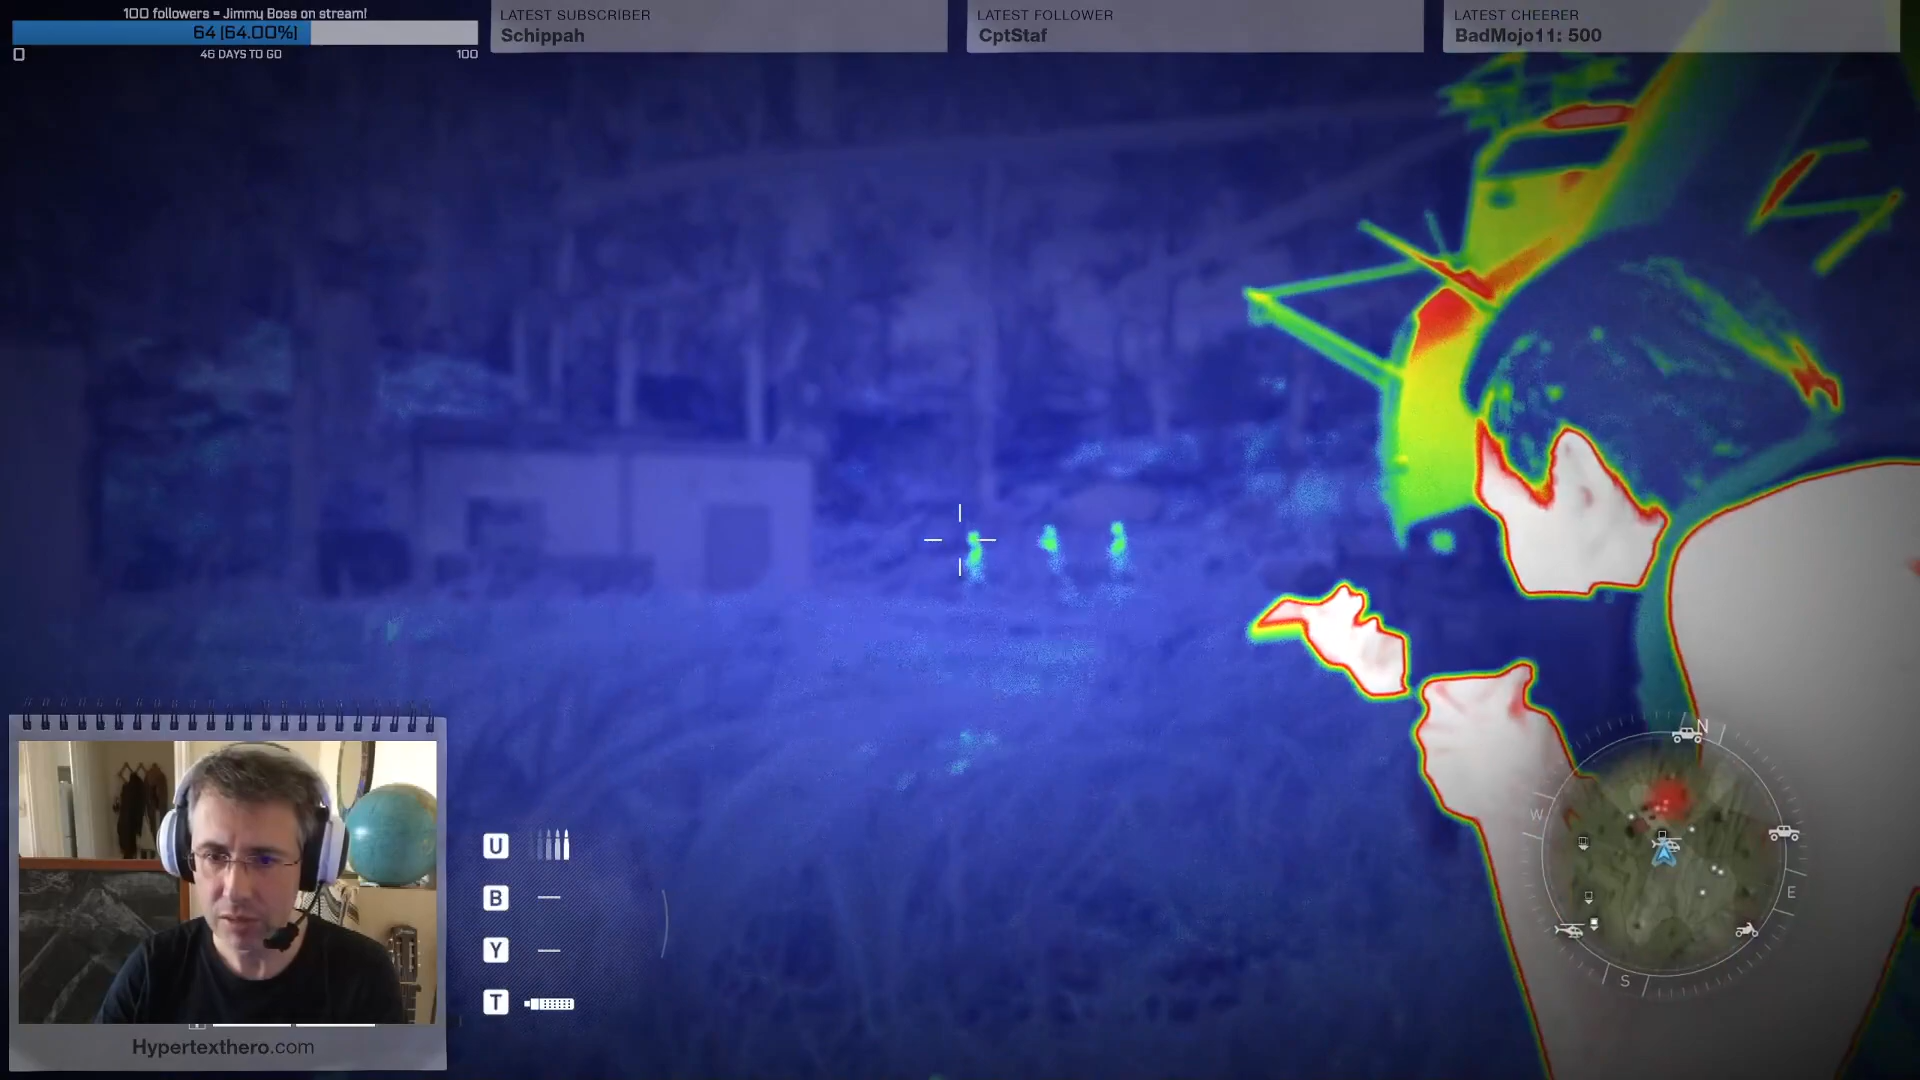 100 followers = Jimmy Boss on stream!
64 (64.00%)
0
46 DAYS TO GO
100
LATEST SUBSCRIBER
Schippah
LATEST FOLLOWER
CptStaf
LATEST CHEERER
BadMojo11: 500
N
W
E
S
U
B
Y
T
Hypertexthero.com